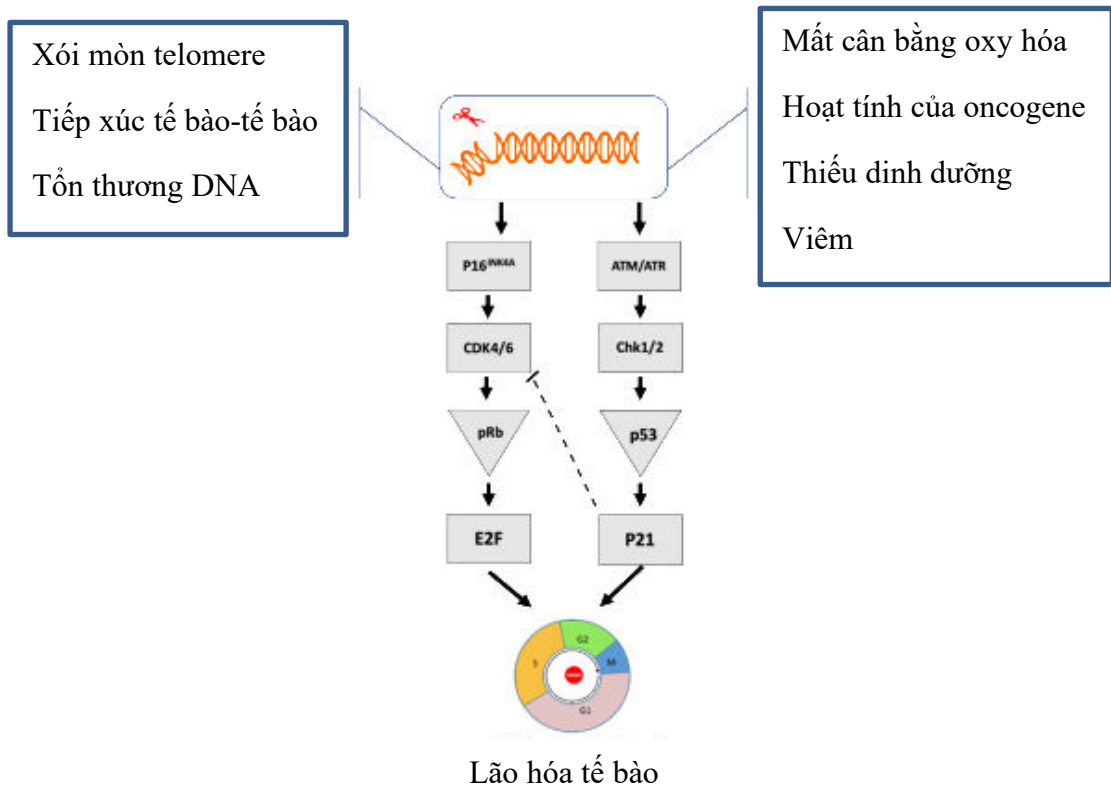 Xói mòn telomere
Tiếp xúc tế bào-tế bào
Tổn thương DNA
Mất cân bằng oxy hóa
Hoạt tính của oncogene
Thiếu dinh dưỡng
Viêm
P16INK4A
ATM/ATR
CDK4/6
Chk1/2
pRb
p53
E2F
P21
G2
S
M
G1
Lão hóa tế bào